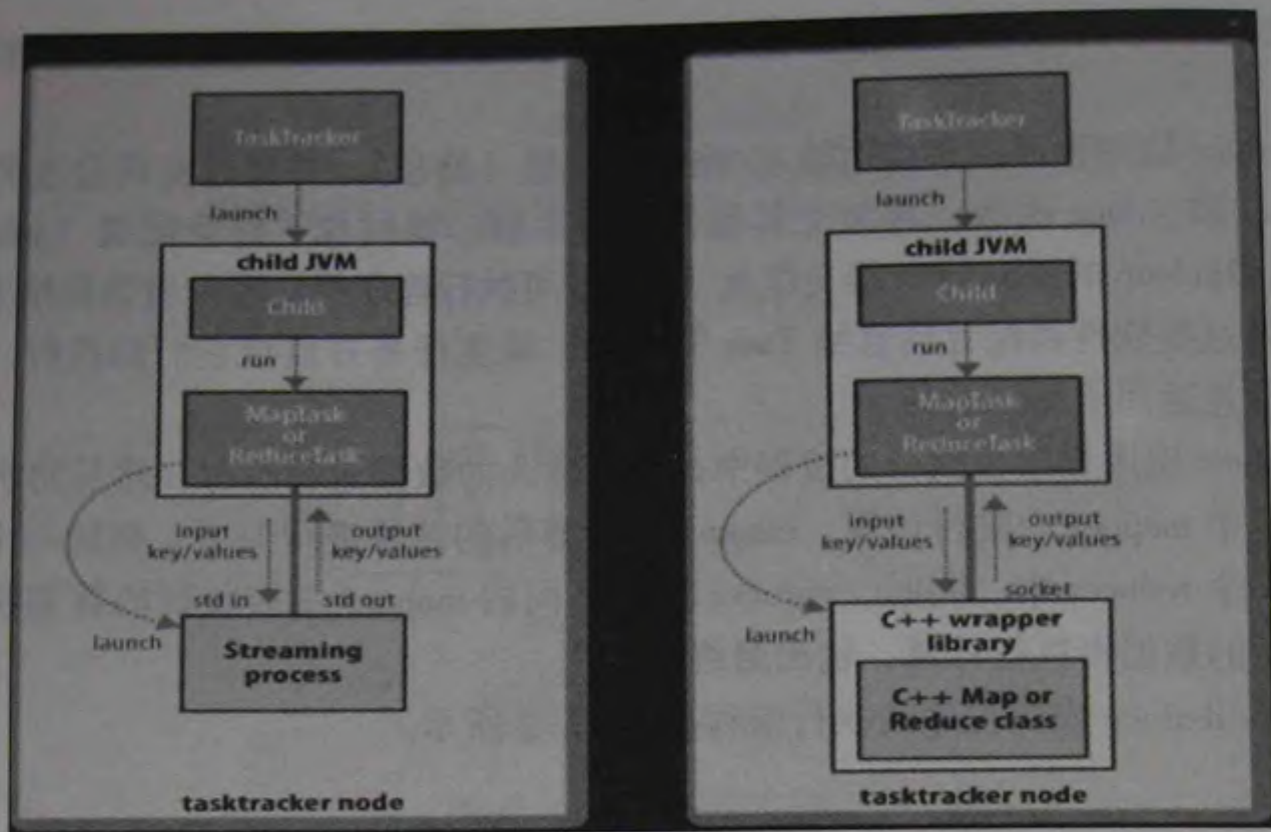 TaskTracker
launch
child JVM
Child
run
MapTask
or
ReduceTask
input
key/values
output
key/values
std in
std out
launch
Streaming
process
tasktracker node
TaskTracker
launch
child JVM
Child
run
MapTask
or
ReduceTask
input
key/values
output
key/values
socket
launch
C++ wrapper
library
C++ Map or
Reduce class
tasktracker node